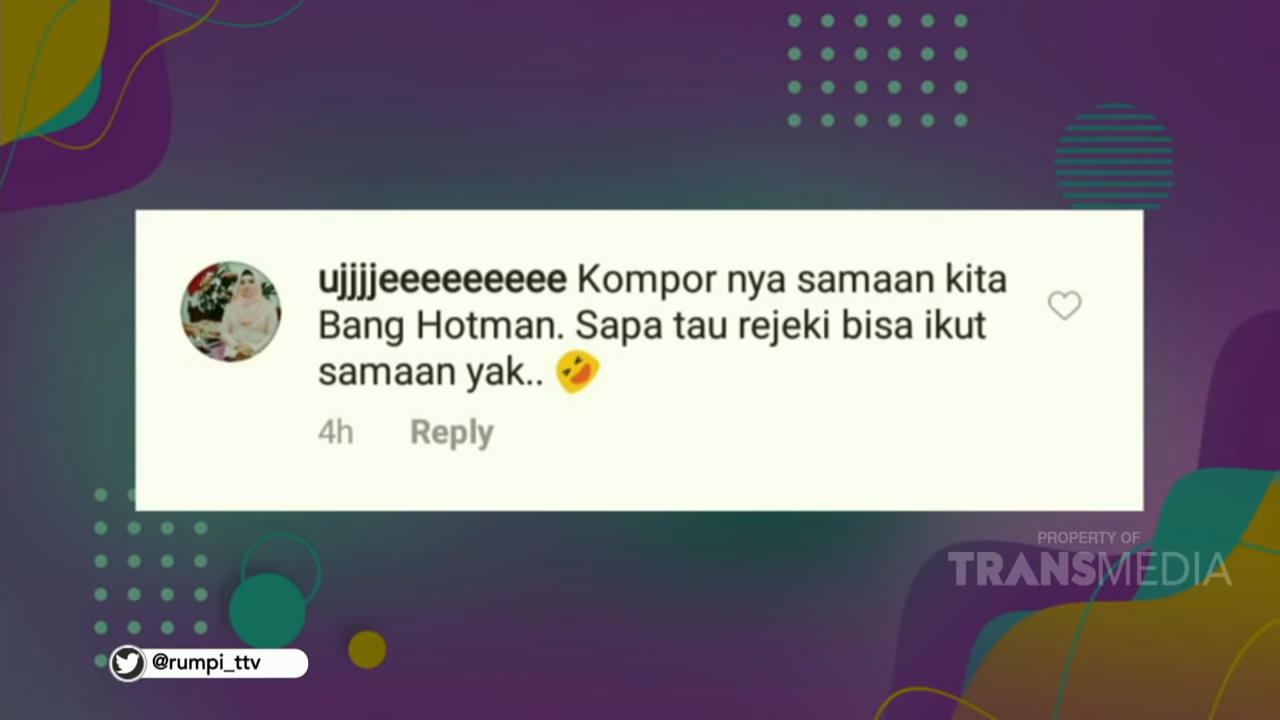 ujjjjeeeeeeeee Kompor nya samaan kita
Bang Hotman. Sapa tau rejeki bisa ikut
samaan yak.. 🤣
4h Reply
PROPERTY OF
TRANSMEDIA
@rumpi_ttv